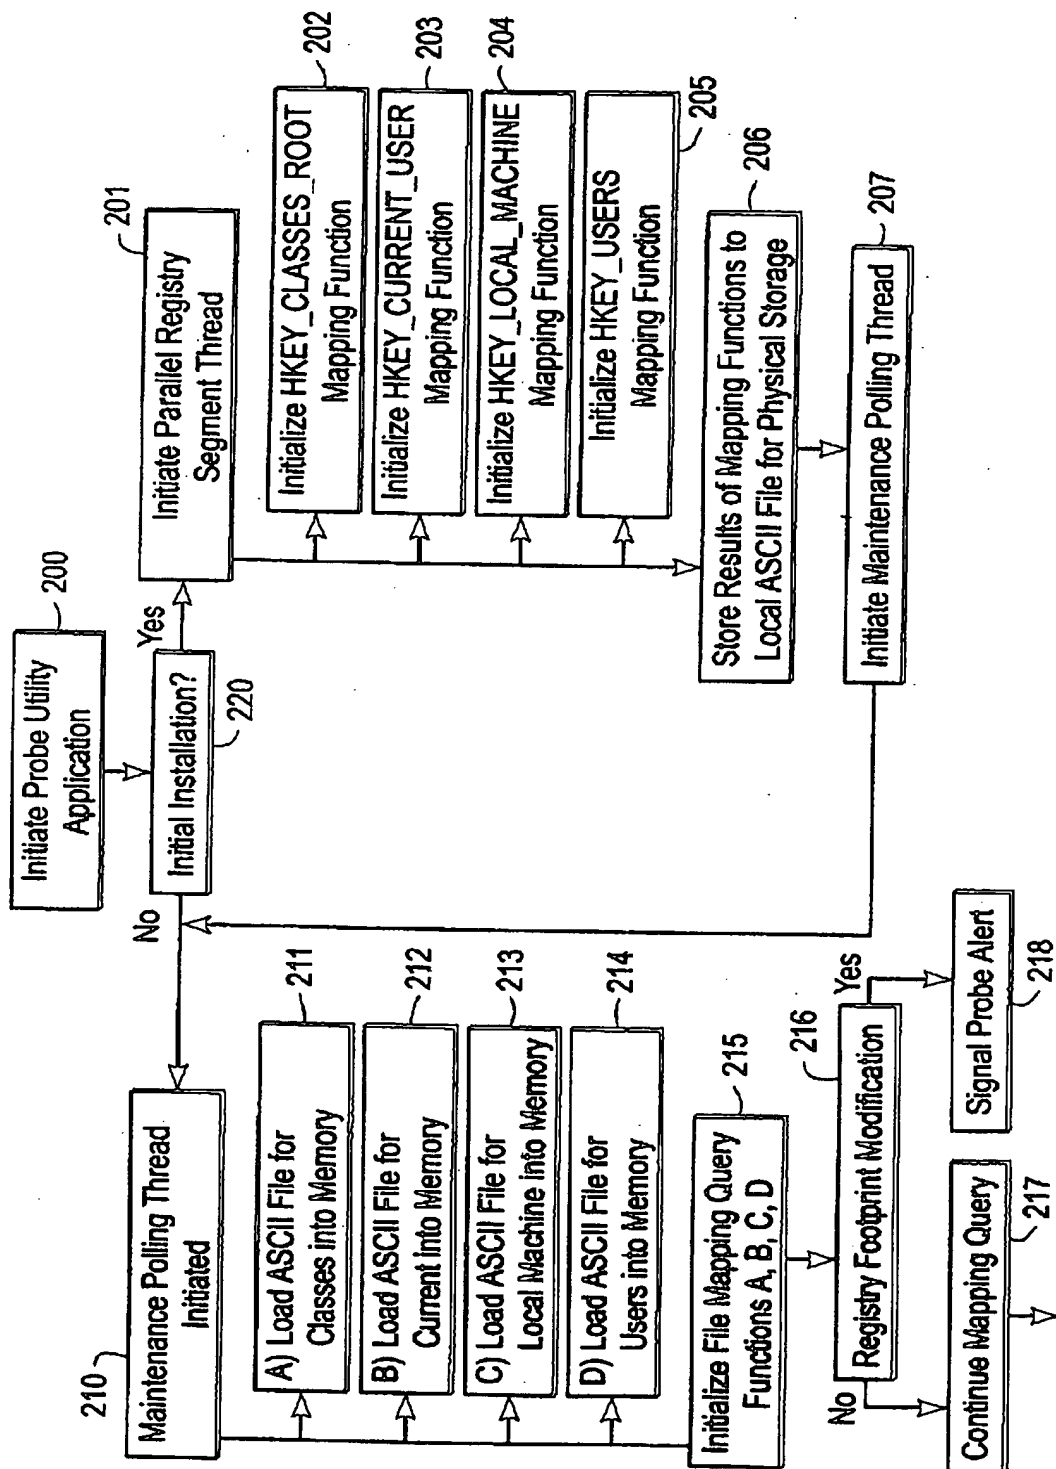 Initiate Probe Utility
Application
200
Initial Installation?
220
Yes
No
Initiate Parallel Registry
Segment Thread
201
Initialize HKEY_CLASSES_ROOT
Mapping Function
202
Initialize HKEY_CURRENT_USER
Mapping Function
203
Initialize HKEY_LOCAL_MACHINE
Mapping Function
204
Initialize HKEY_USERS
Mapping Function
205
Store Results of Mapping Functions to
Local ASCII File for Physical Storage
206
Initiate Maintenance Polling Thread
207
210
Maintenance Polling Thread
Initiated
A) Load ASCII File for
Classes into Memory
211
B) Load ASCII File for
Current into Memory
212
C) Load ASCII File for
Local Machine into Memory
213
D) Load ASCII File for
Users into Memory
214
Initialize File Mapping Query
Functions A, B, C, D
215
Registry Footprint Modification
216
No
Yes
Continue Mapping Query
217
Signal Probe Alert
218